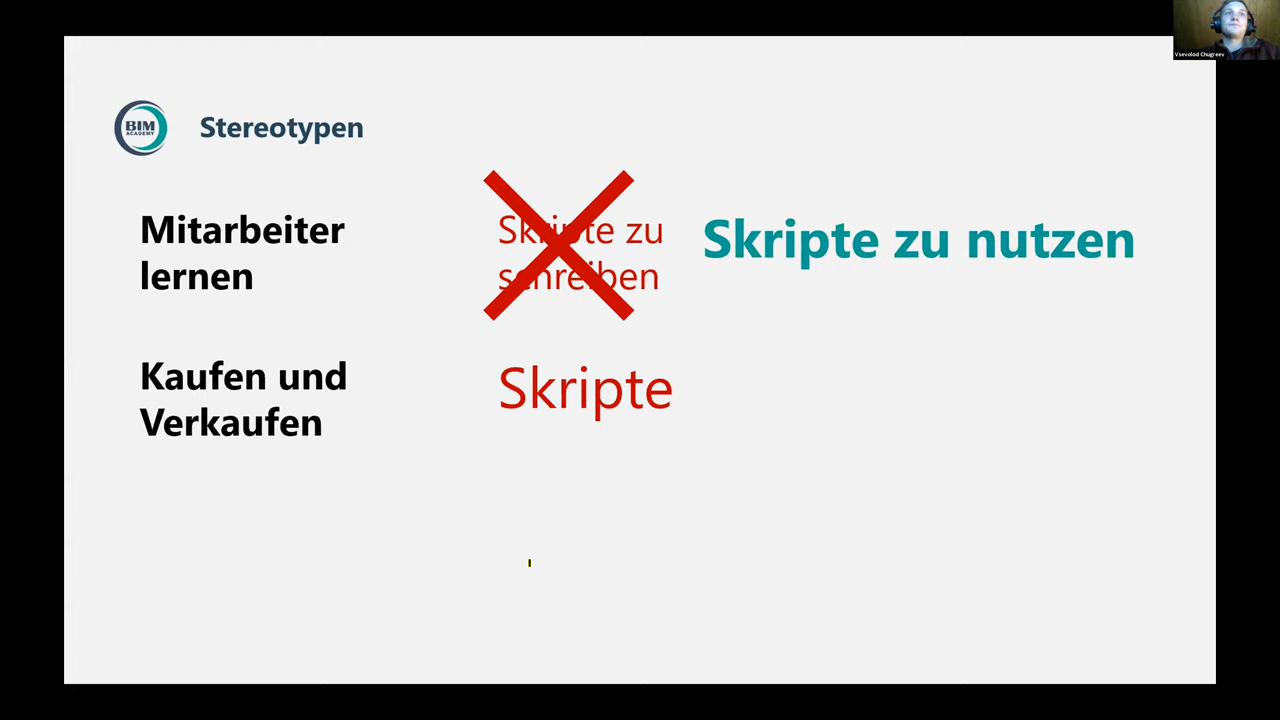 Vsevolod Chugreev
BIM
ACADEMY
Stereotypen
Mitarbeiter
lernen
Skripte zu
schreiben
Skripte zu nutzen
Kaufen und
Verkaufen
Skripte